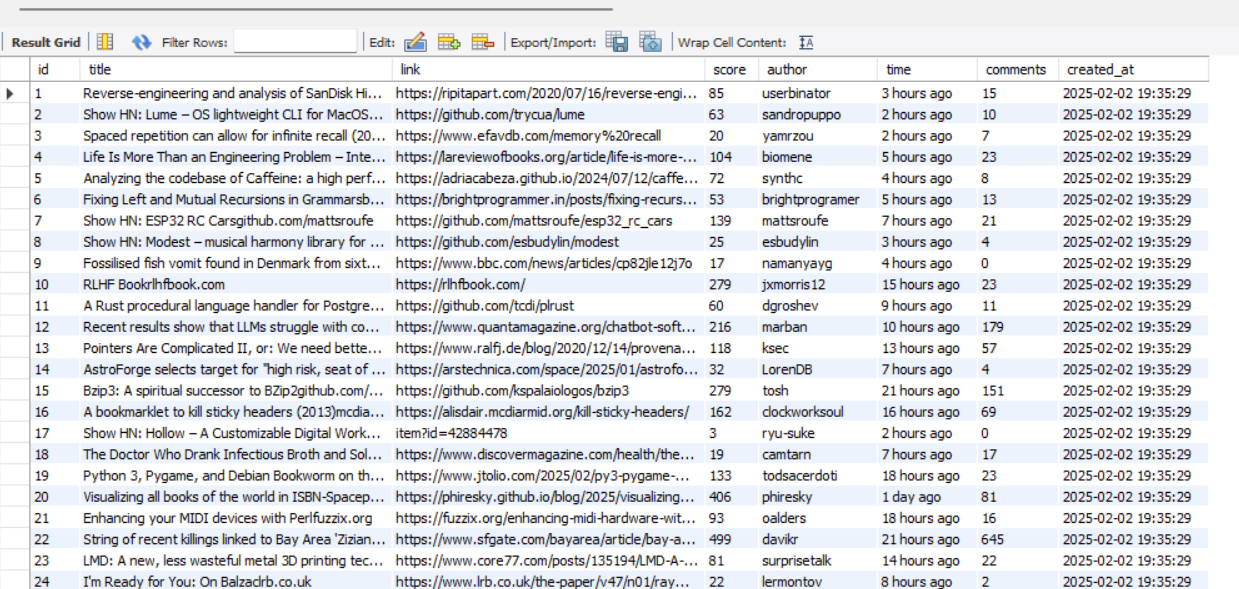 Result Grid Filter Rows: Edit: Export/Import: Wrap Cell Content:
id title link score author time comments created_at
1 Reverse-engineering and analysis of SanDisk Hi... https://ripitapart.com/2020/07/16/reverse-engi... 85 userbinator 3 hours ago 15 2025-02-02 19:35:29
2 Show HN: Lume – OS lightweight CLI for MacOS... https://github.com/trycua/lume 63 sandropuppo 2 hours ago 10 2025-02-02 19:35:29
3 Spaced repetition can allow for infinite recall (20... https://www.efavdb.com/memory%20recall 20 yamrzou 2 hours ago 7 2025-02-02 19:35:29
4 Life Is More Than an Engineering Problem – Inte... https://lareviewofbooks.org/article/life-is-more-... 104 biomene 5 hours ago 23 2025-02-02 19:35:29
5 Analyzing the codebase of Caffeine: a high perf... https://adriacabeza.github.io/2024/07/12/caffe... 72 synthc 4 hours ago 8 2025-02-02 19:35:29
6 Fixing Left and Mutual Recursions in Grammarsb... https://brightprogrammer.in/posts/fixing-recurs... 53 brightprogramer 5 hours ago 13 2025-02-02 19:35:29
7 Show HN: ESP32 RC Carsgithub.com/mattsroufe https://github.com/mattsroufe/esp32_rc_cars 139 mattsroufe 7 hours ago 21 2025-02-02 19:35:29
8 Show HN: Modest – musical harmony library for ... https://github.com/esbudylin/modest 25 esbudylin 3 hours ago 4 2025-02-02 19:35:29
9 Fossilised fish vomit found in Denmark from sixt... https://www.bbc.com/news/articles/cp82jle12j7o 17 namanyayg 4 hours ago 0 2025-02-02 19:35:29
10 RLHF Bookrlhfbook.com https://rlhfbook.com/ 279 jxmorris12 15 hours ago 23 2025-02-02 19:35:29
11 A Rust procedural language handler for Postgre... https://github.com/tcdi/plrust 60 dgroshev 9 hours ago 11 2025-02-02 19:35:29
12 Recent results show that LLMs struggle with co... https://www.quantamagazine.org/chatbot-soft... 216 marban 10 hours ago 179 2025-02-02 19:35:29
13 Pointers Are Complicated II, or: We need bette... https://www.ralfj.de/blog/2020/12/14/provena... 118 ksec 13 hours ago 57 2025-02-02 19:35:29
14 AstroForge selects target for "high risk, seat of ... https://arstechnica.com/space/2025/01/astrofo... 32 LorenDB 7 hours ago 4 2025-02-02 19:35:29
15 Bzip3: A spiritual successor to BZip2github.com/... https://github.com/kspalaiologos/bzip3 279 tosh 21 hours ago 151 2025-02-02 19:35:29
16 A bookmarklet to kill sticky headers (2013)mcdia... https://alisdair.mcdiarmid.org/kill-sticky-headers/ 162 clockworksoul 16 hours ago 69 2025-02-02 19:35:29
17 Show HN: Hollow – A Customizable Digital Work... item?id=42884478 3 ryu-suke 2 hours ago 0 2025-02-02 19:35:29
18 The Doctor Who Drank Infectious Broth and Sol... https://www.discovermagazine.com/health/the... 19 camtarn 7 hours ago 17 2025-02-02 19:35:29
19 Python 3, Pygame, and Debian Bookworm on th... https://www.jtolio.com/2025/02/py3-pygame-... 133 todsacerdoti 18 hours ago 23 2025-02-02 19:35:29
20 Visualizing all books of the world in ISBN-Spacep... https://phiresky.github.io/blog/2025/visualizing... 406 phiresky 1 day ago 81 2025-02-02 19:35:29
21 Enhancing your MIDI devices with Perlfuzzix.org https://fuzzix.org/enhancing-midi-hardware-wit... 93 oalders 18 hours ago 16 2025-02-02 19:35:29
22 String of recent killings linked to Bay Area 'Zizian... https://www.sfgate.com/bayarea/article/bay-a... 499 davikr 21 hours ago 645 2025-02-02 19:35:29
23 LMD: A new, less wasteful metal 3D printing tec... https://www.core77.com/posts/135194/LMD-A-... 81 surprisetalk 14 hours ago 22 2025-02-02 19:35:29
24 I'm Ready for You: On Balzaclrb.co.uk https://www.lrb.co.uk/the-paper/v47/n01/ray... 22 lermontov 8 hours ago 2 2025-02-02 19:35:29